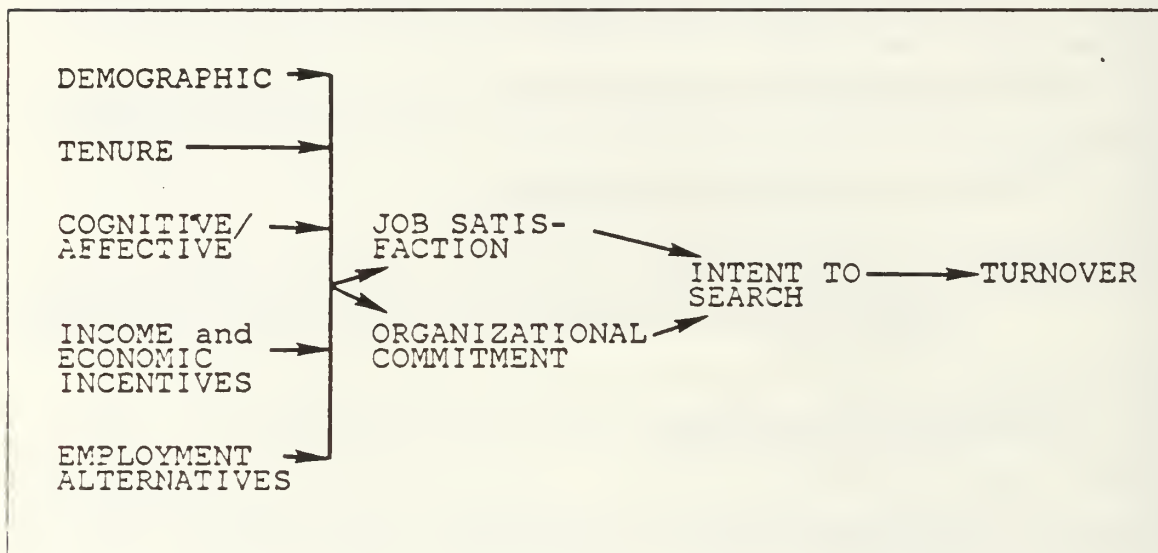 DEMOGRAPHIC
TENURE
COGNITIVE/
AFFECTIVE
INCOME and
ECONOMIC
INCENTIVES
EMPLOYMENT
ALTERNATIVES
JOB SATIS-
FACTION
ORGANIZATIONAL
COMMITMENT
INTENT TO
SEARCH
TURNOVER